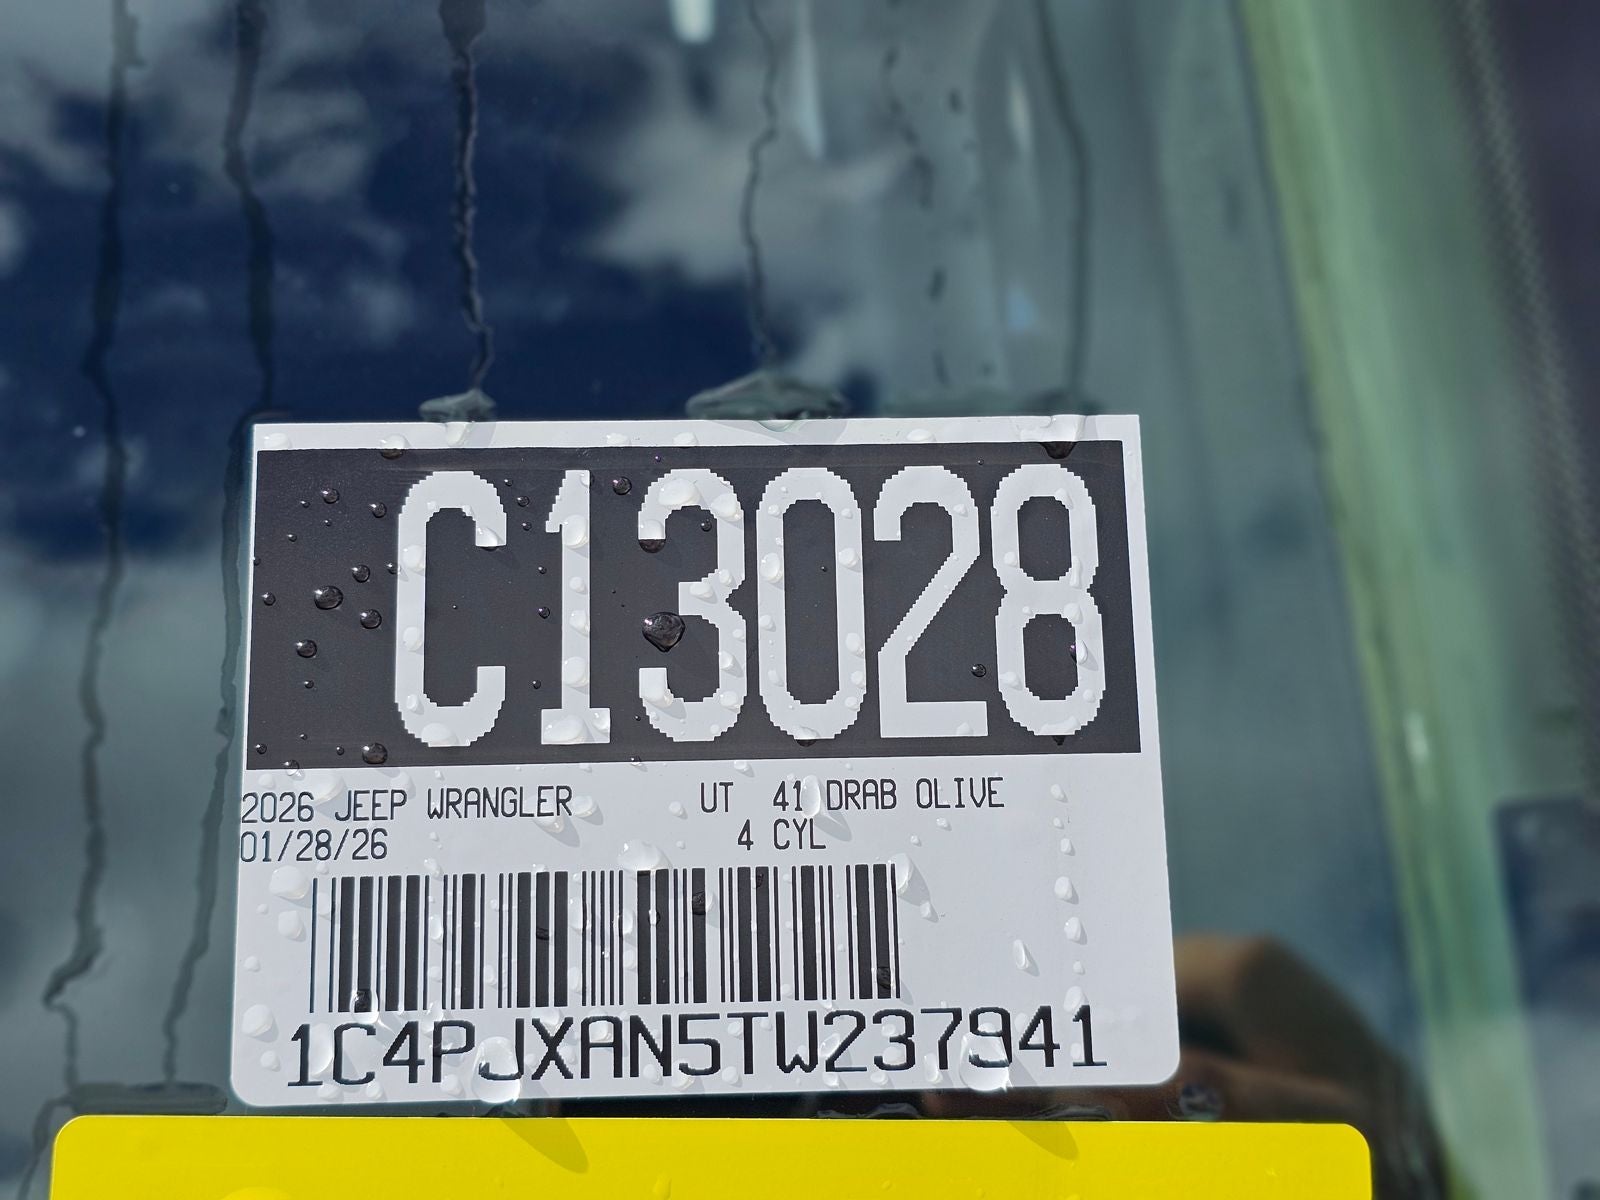 C13028
2026 JEEP WRANGLER UT 41 DRAB OLIVE
01/28/26 4 CYL
1C4PJXAN5TW237941